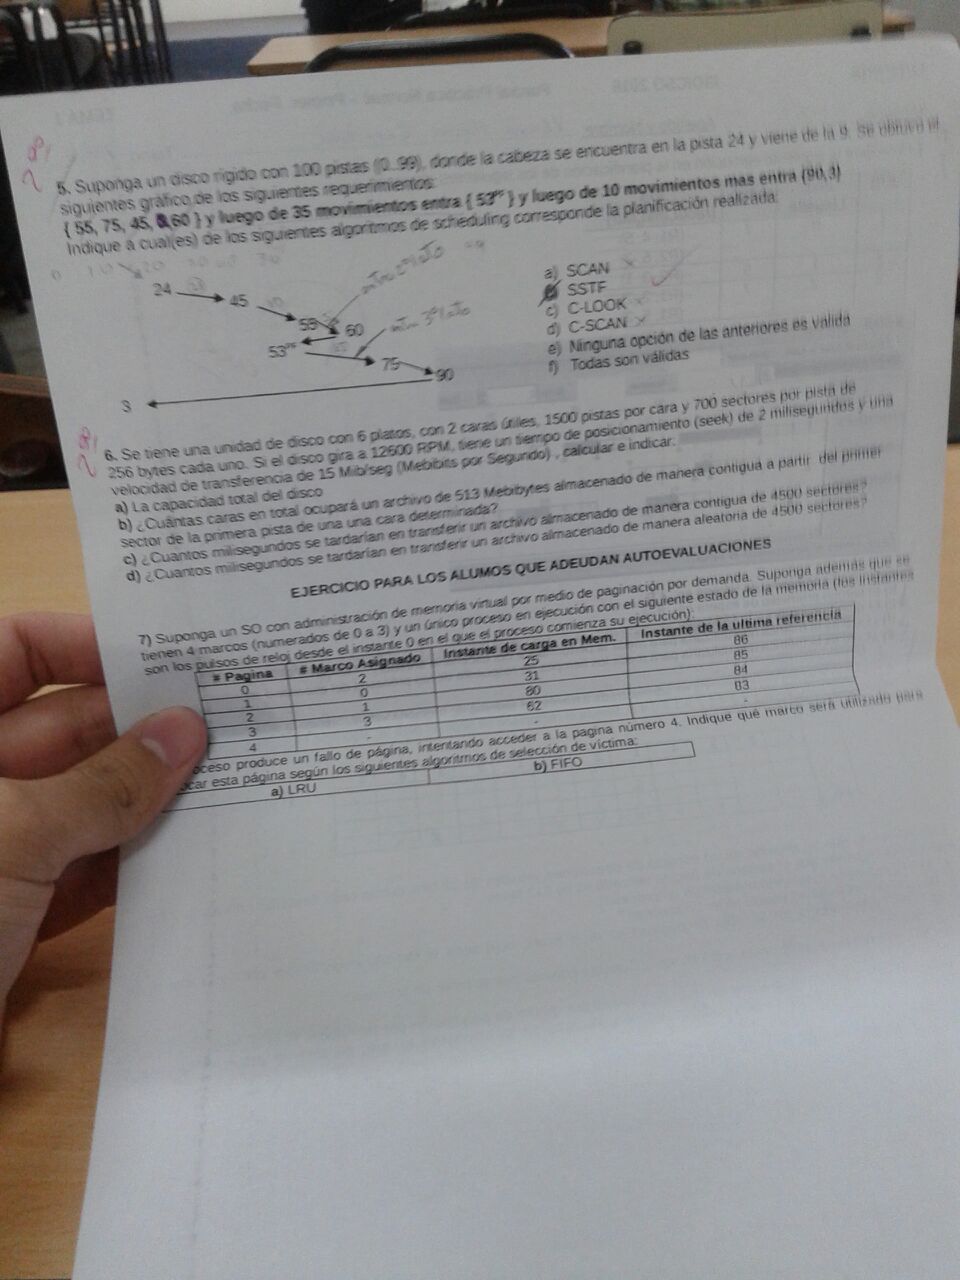 5. Suponga un disco rígido con 100 pistas (0..99), donde la cabeza se encuentra en la pista 24 y viene de la 9. Se obtuvo el
siguientes gráfico de los siguientes requerimientos:
{ 55, 75, 45, 60 } y luego de 35 movimientos entra { 53ᴾᶠ } y luego de 10 movimientos mas entra {90,3}
Indique a cual(es) de los siguientes algoritmos de scheduling corresponde la planificación realizada:
24
45
55
60
53ᴾᶠ
75
90
3
a) SCAN
SSTF
c) C-LOOK
d) C-SCAN
e) Ninguna opción de las anteriores es válida
f) Todas son válidas
6. Se tiene una unidad de disco con 6 platos, con 2 caras útiles, 1500 pistas por cara y 700 sectores por pista de
256 bytes cada uno. Si el disco gira a 12600 RPM, tiene un tiempo de posicionamiento (seek) de 2 milisegundos y una
velocidad de transferencia de 15 Mib/seg (Mebibits por Segundo) , calcular e indicar:
a) La capacidad total del disco
b) ¿Cuántas caras en total ocupará un archivo de 513 Mebibytes almacenado de manera contigua a partir del primer
sector de la primera pista de una una cara determinada?
c) ¿Cuantos milisegundos se tardarían en transferir un archivo almacenado de manera contigua de 4500 sectores?
d) ¿Cuantos milisegundos se tardarían en transferir un archivo almacenado de manera aleatoria de 4500 sectores?
EJERCICIO PARA LOS ALUMOS QUE ADEUDAN AUTOEVALUACIONES
7) Suponga un SO con administración de memoria virtual por medio de paginación por demanda. Suponga además que se
tienen 4 marcos (numerados de 0 a 3) y un único proceso en ejecución con el siguiente estado de la memoria (los instantes
son los pulsos de reloj desde el instante 0 en el que el proceso comienza su ejecución):
# Pagina # Marco Asignado Instante de carga en Mem. Instante de la ultima referencia
0 2 25 86
1 0 31 85
2 1 80 84
3 3 62 83
4 - - -
oceso produce un fallo de página, intentando acceder a la pagina número 4. Indique qué marco será utilizado para
ocar esta página según los siguientes algoritmos de selección de víctima:
a) LRU b) FIFO